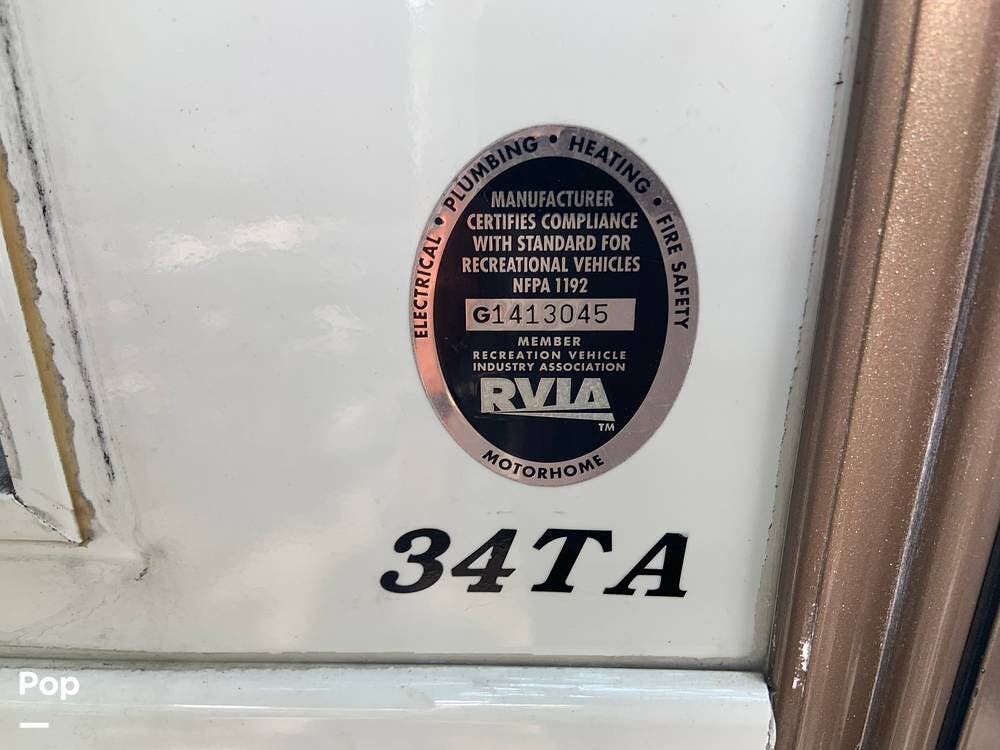 ELECTRICAL • PLUMBING • HEATING • FIRE SAFETY
MANUFACTURER
CERTIFIES COMPLIANCE
WITH STANDARD FOR
RECREATIONAL VEHICLES
NFPA 1192
G1413045
MEMBER
RECREATION VEHICLE
INDUSTRY ASSOCIATION
RVIA
TM
MOTORHOME
34TA
Pop